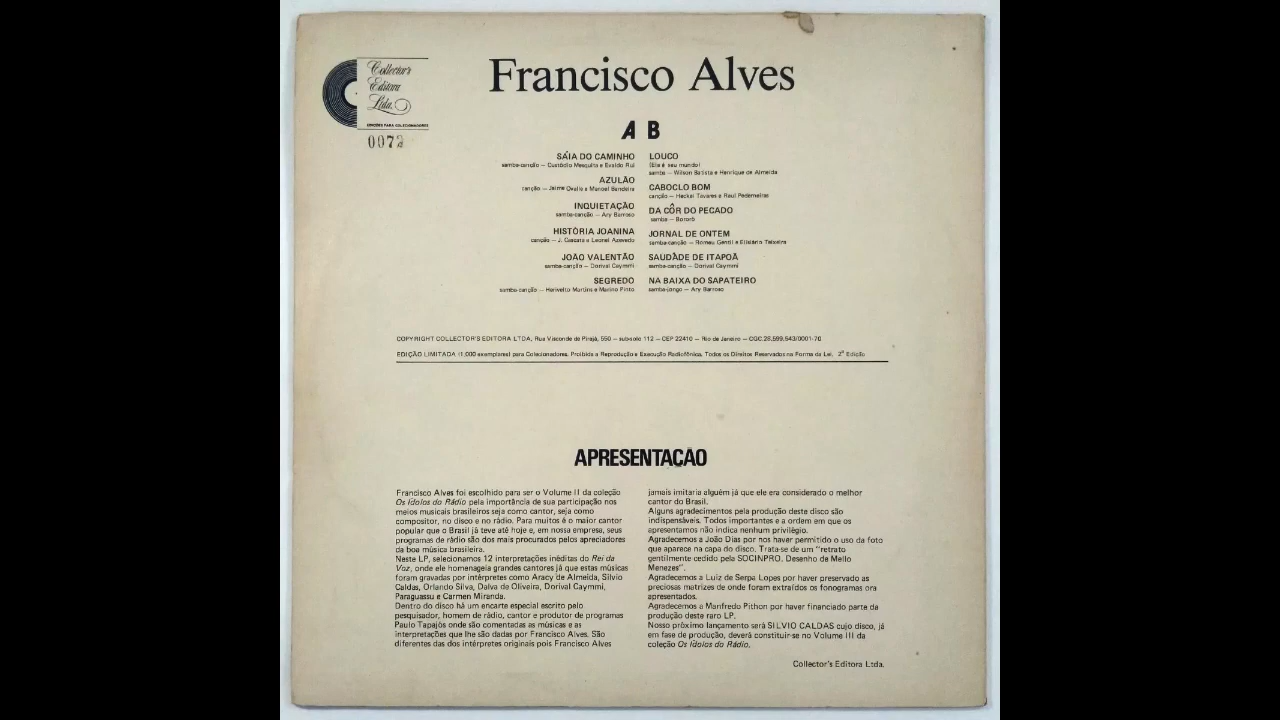 Collector's
Editora
Ltda.
EDIÇÕES PARA COLECIONADORES
0072
Francisco Alves
A B
SAIA DO CAMINHO
samba-canção — Custódio Mesquita e Evaldo Rui
AZULÃO
canção — Jaime Ovalle e Manoel Bandeira
INQUIETAÇÃO
samba-canção — Ary Barroso
HISTÓRIA JOANINA
canção — J. Cascata e Leonel Azevedo
JOÃO VALENTÃO
samba-canção — Dorival Caymmi
SEGREDO
samba-canção — Herivelto Martins e Marino Pinto
LOUCO
(Ela é seu mundo)
samba — Wilson Batista e Henrique de Almeida
CABOCLO BOM
canção — Heckel Tavares e Raul Pedemeiras
DA CÔR DO PECADO
samba — Bororó
JORNAL DE ONTEM
samba-canção — Romeu Gentil e Elisiário Teixeira
SAUDADE DE ITAPOÃ
samba-canção — Dorival Caymmi
NA BAIXA DO SAPATEIRO
samba-jongo — Ary Barroso
COPYRIGHT COLLECTOR'S EDITORA LTDA. Rua Visconde de Pirajá, 550 — sub-solo 112 — CEP 22410 — Rio de Janeiro — CGC.28.599.543/0001-70
EDIÇÃO LIMITADA (1.000 exemplares) para Colecionadores. Proibida a Reprodução e Execução Radiofônica. Todos os Direitos Reservados na Forma da Lei. 2ª Edição
APRESENTAÇÃO
Francisco Alves foi escolhido para ser o Volume II da coleção
Os Ídolos do Rádio pela importância de sua participação nos
meios musicais brasileiros seja como cantor, seja como
compositor, no disco e no rádio. Para muitos é o maior cantor
popular que o Brasil já teve até hoje e, em nossa empresa, seus
programas de rádio são dos mais procurados pelos apreciadores
da boa música brasileira.
Neste LP, selecionamos 12 interpretações inéditas do Rei da
Voz, onde ele homenageia grandes cantores já que estas músicas
foram gravadas por intérpretes como Aracy de Almeida, Silvio
Caldas, Orlando Silva, Dalva de Oliveira, Dorival Caymmi,
Paraguassu e Carmen Miranda.
Dentro do disco há um encarte especial escrito pelo
pesquisador, homem de rádio, cantor e produtor de programas
Paulo Tapajós onde são comentadas as músicas e as
interpretações que lhe são dadas por Francisco Alves. São
diferentes das dos intérpretes originais pois Francisco Alves
jamais imitaria alguém já que ele era considerado o melhor
cantor do Brasil.
Alguns agradecimentos pela produção deste disco são
indispensáveis. Todos importantes e a ordem em que os
apresentamos não indica nenhum privilégio.
Agradecemos a João Dias por nos haver permitido o uso da foto
que aparece na capa do disco. Trata-se de um "retrato
gentilmente cedido pela SOCINPRO. Desenho de Mello
Menezes".
Agradecemos a Luiz de Serpa Lopes por haver preservado as
preciosas matrizes de onde foram extraídos os fonogramas ora
apresentados.
Agradecemos a Manfredo Pithon por haver financiado parte da
produção deste raro LP.
Nosso próximo lançamento será SILVIO CALDAS cujo disco, já
em fase de produção, deverá constituir-se no Volume III da
coleção Os Ídolos do Rádio.
Collector's Editora Ltda.